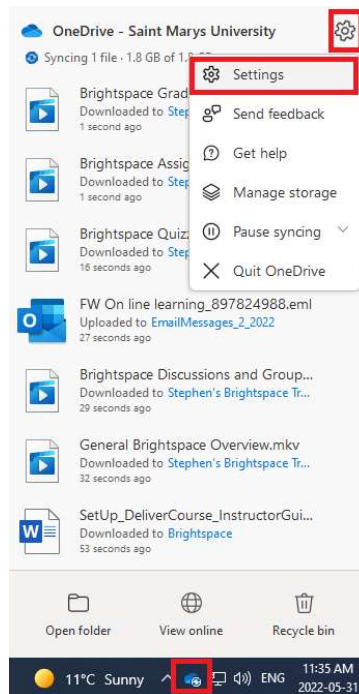 OneDrive - Saint Marys University
Syncing 1 file · 1.8 GB of 1.8 GB
Settings
Brightspace Grad
Downloaded to Step
1 second ago
Send feedback
Get help
Brightspace Assig
Downloaded to Step
1 second ago
Manage storage
Brightspace Quiz
Downloaded to Step
16 seconds ago
Pause syncing
Quit OneDrive
FW On line learning_897824988.eml
Uploaded to EmailMessages_2_2022
27 seconds ago
Brightspace Discussions and Group...
Downloaded to Stephen's Brightspace Tr...
29 seconds ago
General Brightspace Overview.mkv
Downloaded to Stephen's Brightspace Tr...
32 seconds ago
SetUp_DeliverCourse_InstructorGui...
Downloaded to Brightspace
53 seconds ago
Open folder View online Recycle bin
11°C Sunny ENG 11:35 AM
2022-05-31